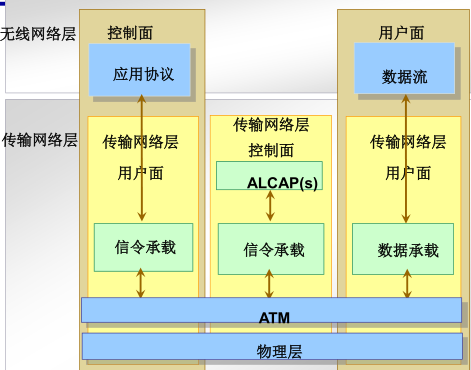 无线网络层
控制面
用户面
应用协议
数据流
传输网络层
传输网络层
用户面
传输网络层
控制面
传输网络层
用户面
ALCAP(s)
信令承载
信令承载
数据承载
ATM
物理层